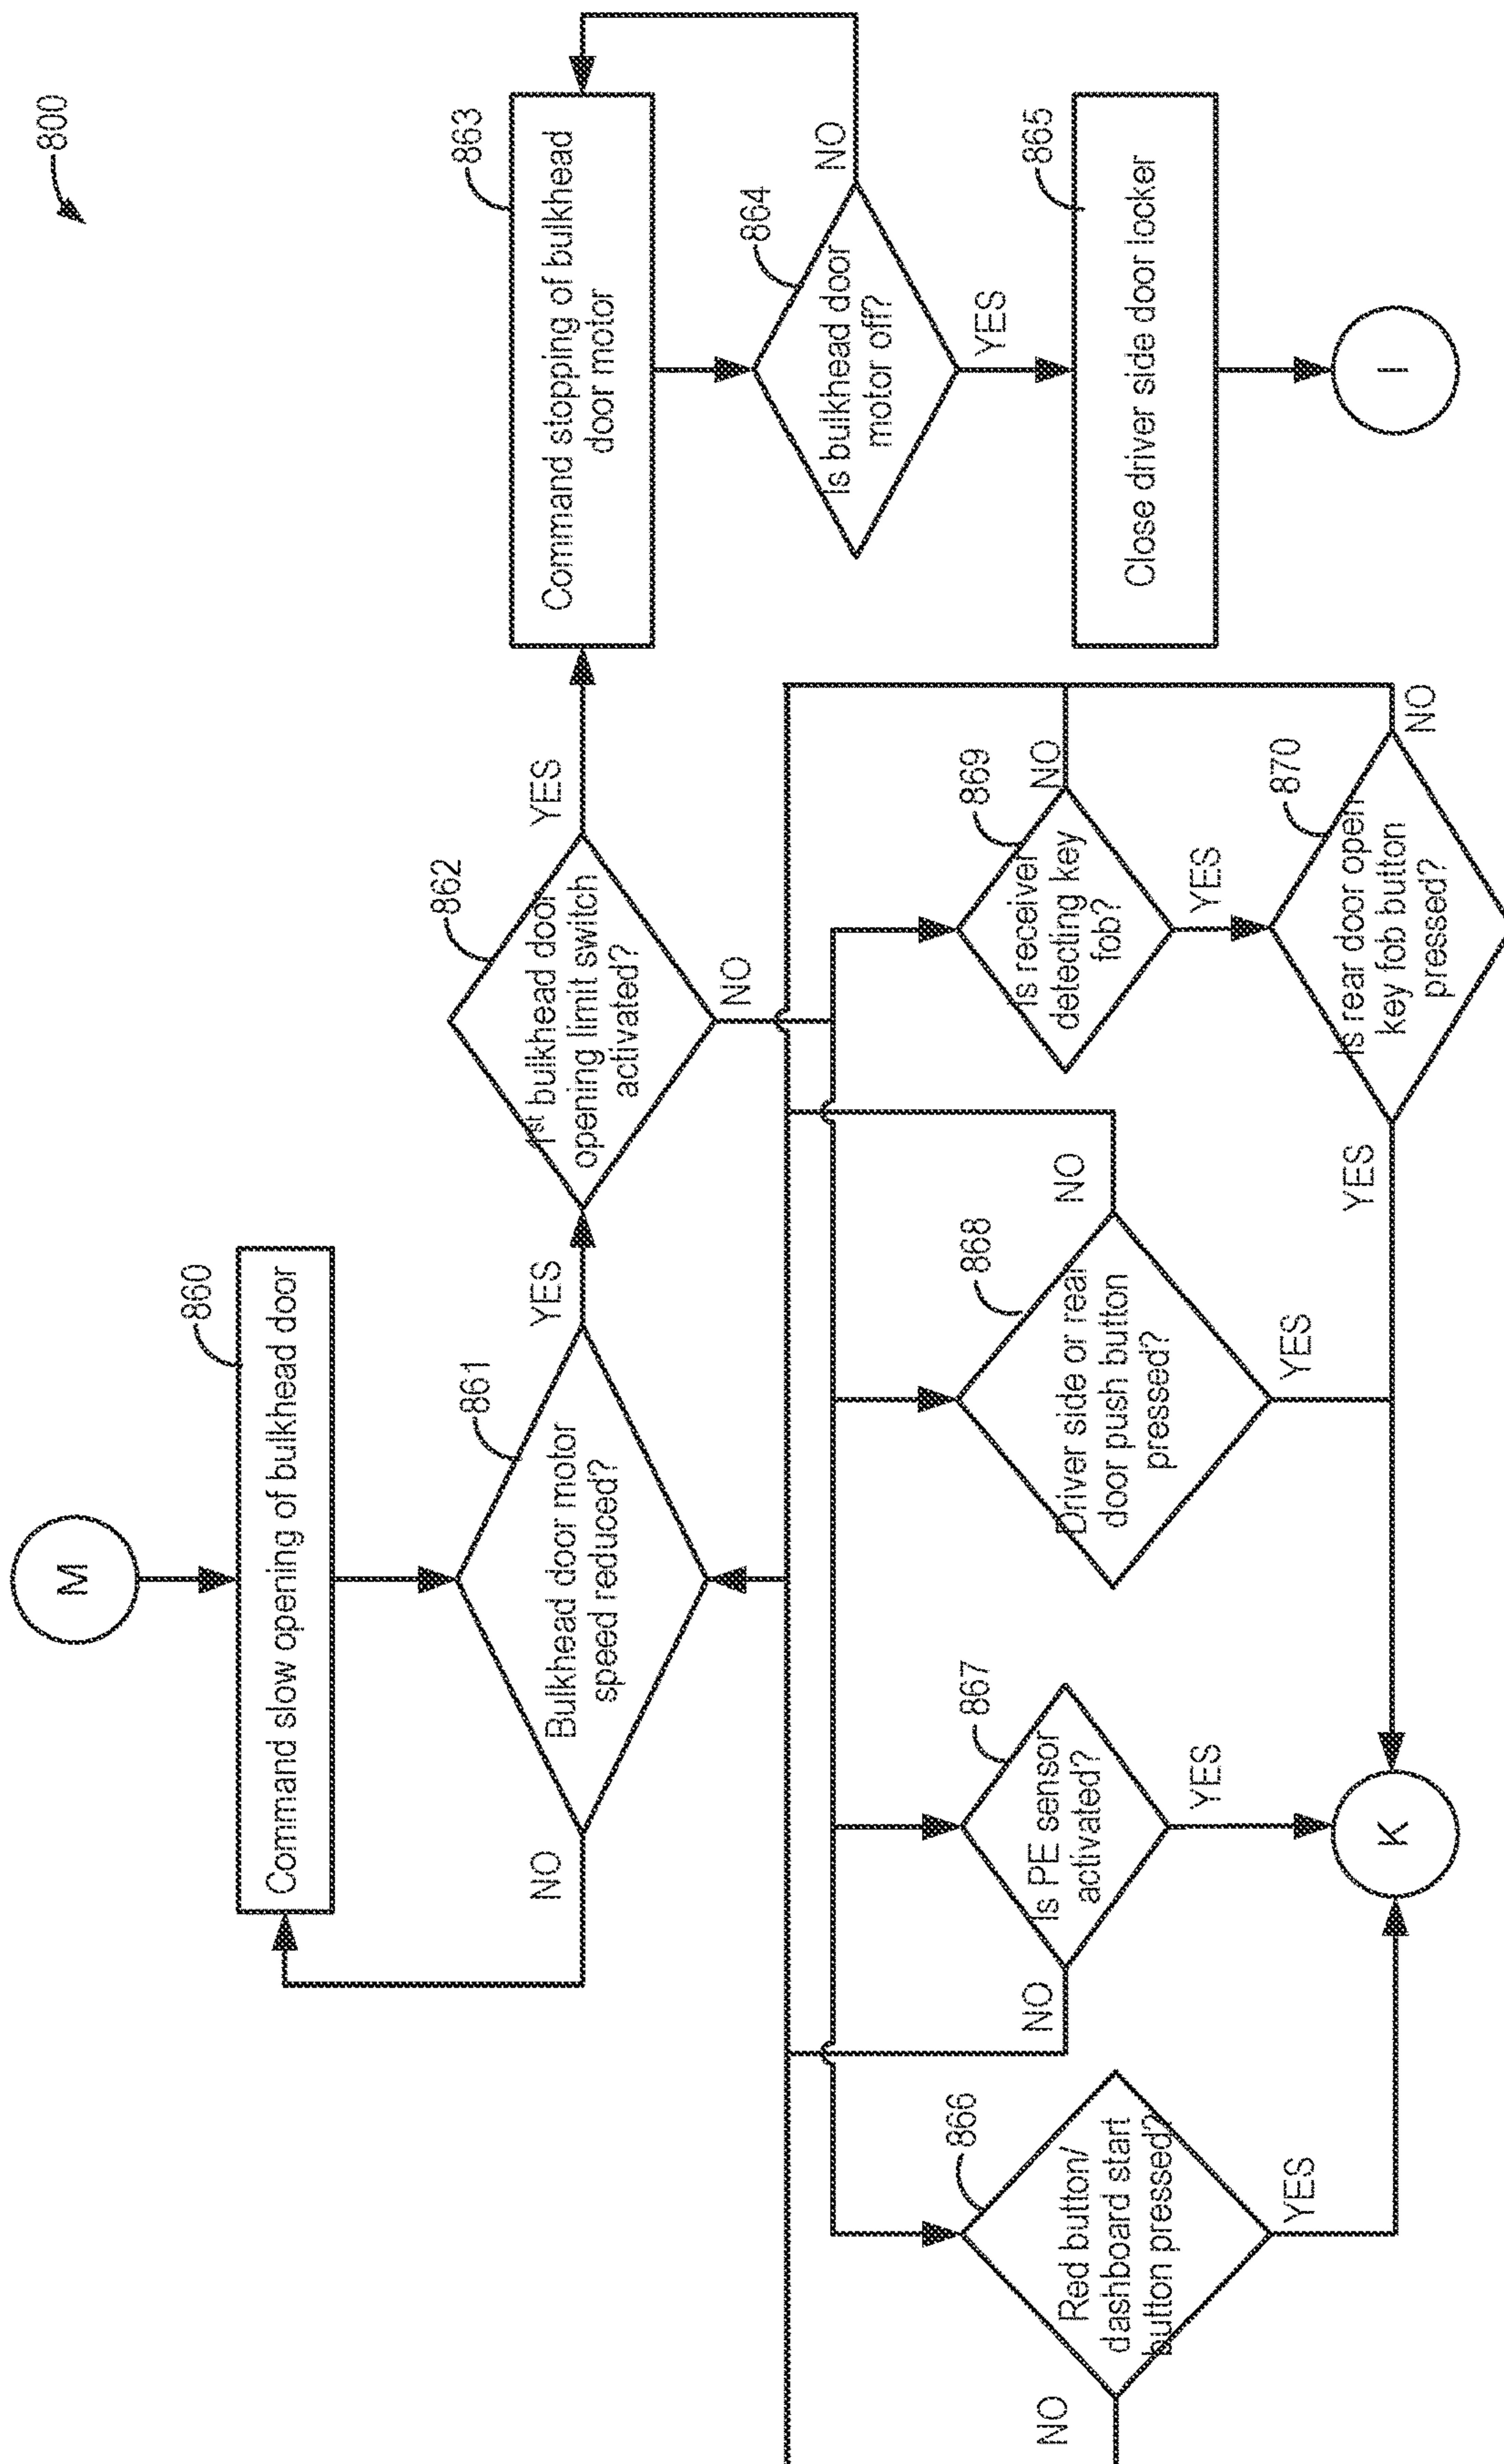 800
M
860
Command slow opening of bulkhead door
861
Bulkhead door motor
speed reduced?
NO
YES
862
1st bulkhead door
opening limit switch
activated?
YES
NO
863
Command stopping of bulkhead
door motor
864
Is bulkhead door
motor off?
NO
YES
865
Close driver side door locker
I
866
Red button/
dashboard start
button pressed?
NO
YES
867
Is PE sensor
activated?
NO
YES
868
Driver side or rear
door push button
pressed?
NO
YES
869
Is receiver
detecting key
fob?
NO
YES
870
Is rear door open
key fob button
pressed?
NO
YES
K